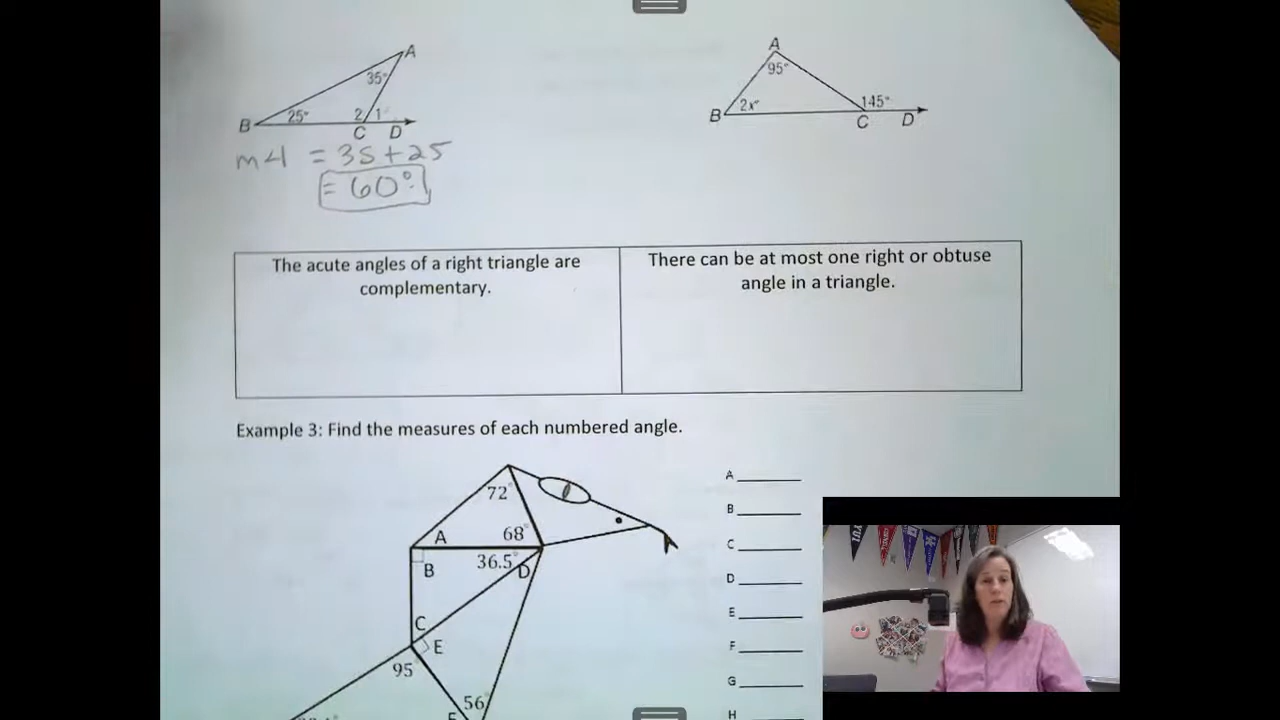 A
35°
25°
2
1
B
C
D
m∠1 = 35+25
= 60°
A
95°
2x°
145°
B
C
D
The acute angles of a right triangle are
complementary.
There can be at most one right or obtuse
angle in a triangle.
Example 3: Find the measures of each numbered angle.
72°
A
68°
36.5°
B
D
C
E
95
56°
A
B
C
D
E
F
G
H